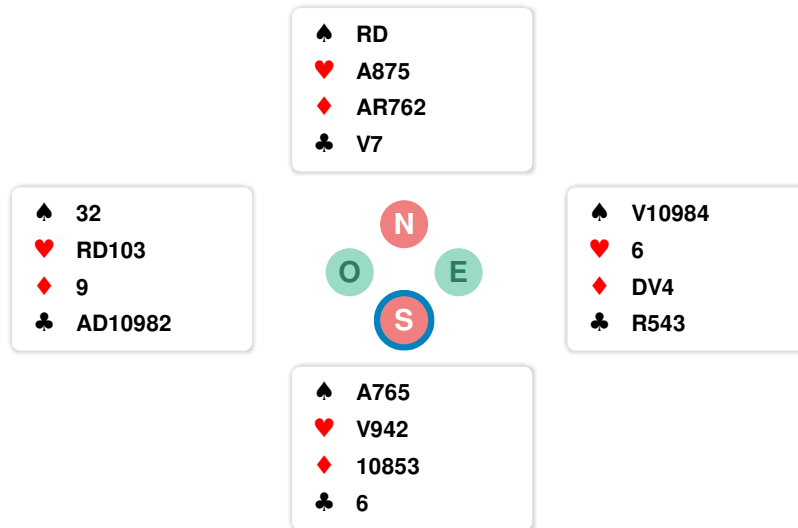 ♠ RD
♥ A875
♦ AR762
♣ V7
♠ 32
♥ RD103
♦ 9
♣ AD10982
N
O
E
S
♠ V10984
♥ 6
♦ DV4
♣ R543
♠ A765
♥ V942
♦ 10853
♣ 6